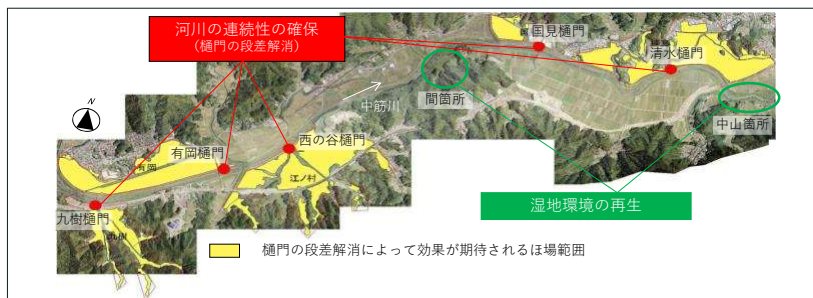 河川の連続性の確保
（樋門の段差解消）
国見樋門
清水樋門
N
中筋川
間箇所
中山箇所
西の谷樋門
有岡樋門
有岡
江ノ村
湿地環境の再生
九樹樋門
九樹
樋門の段差解消によって効果が期待されるほ場範囲